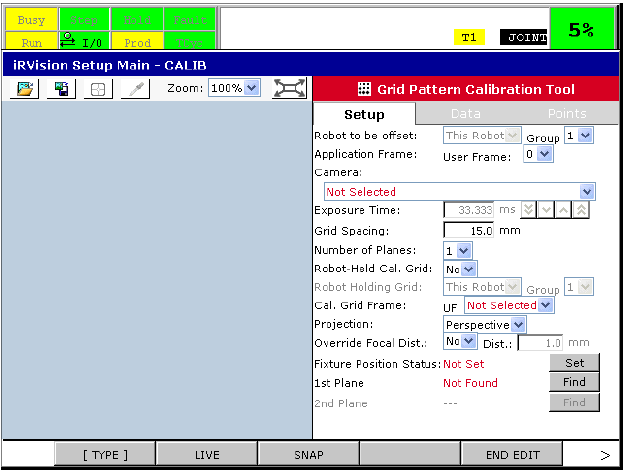 Busy Step Hold Fault
Run I/O Prod TCyc
T1 JOINT 5%
iRVision Setup Main - CALIB
Zoom: 100%
Grid Pattern Calibration Tool
Setup Data Points
Robot to be offset: This Robot Group 1
Application Frame: User Frame: 0
Camera:
Not Selected
Exposure Time: 33.333 ms
Grid Spacing: 15.0 mm
Number of Planes: 1
Robot-Held Cal. Grid: No
Robot Holding Grid: This Robot Group 1
Cal. Grid Frame: UF Not Selected
Projection: Perspective
Override Focal Dist.: No Dist.: 1.0 mm
Fixture Position Status: Not Set Set
1st Plane Not Found Find
2nd Plane --- Find
[ TYPE ] LIVE SNAP END EDIT >